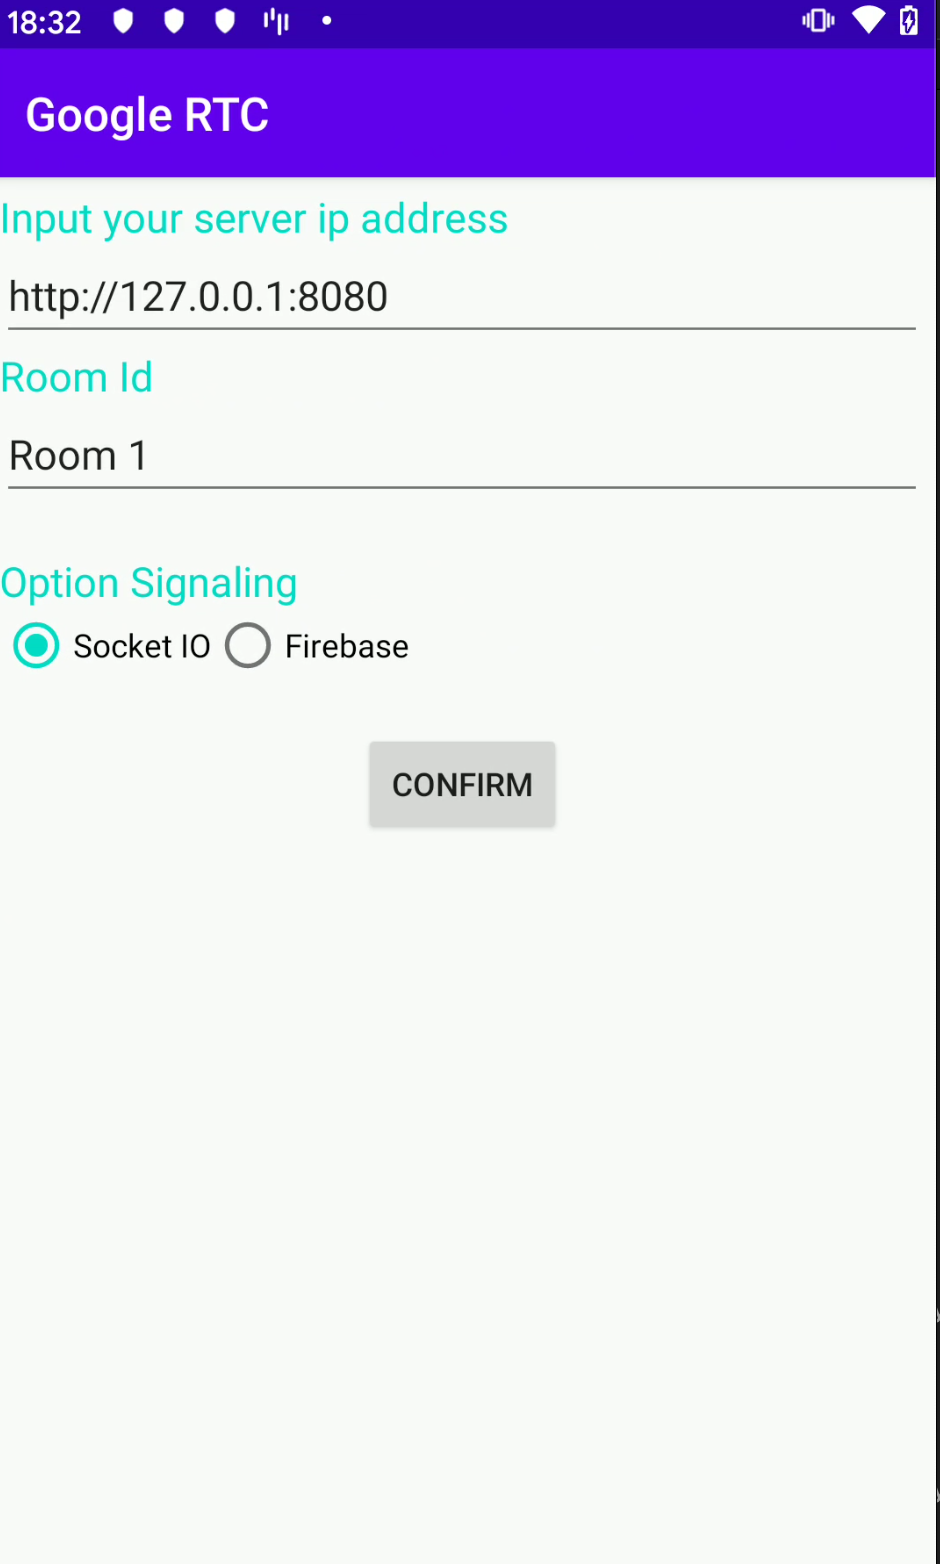 18:32
Google RTC
Input your server ip address
http://127.0.0.1:8080
Room Id
Room 1
Option Signaling
Socket IO Firebase
CONFIRM